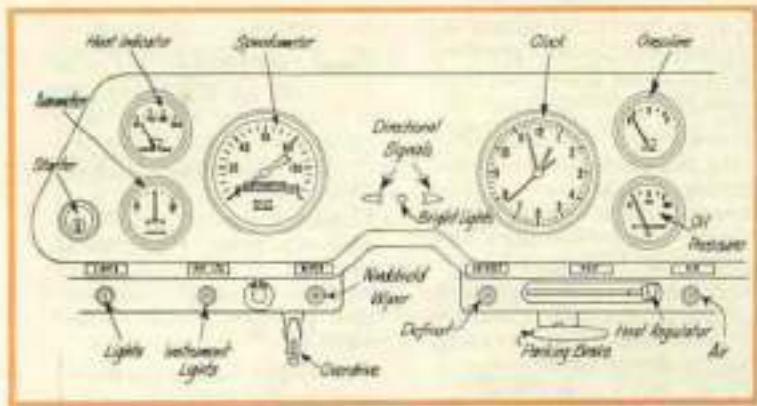 Heat Indicator
Speedometer
Clock
Gasoline
Ammeter
Directional
Signals
Starter
Bright Lights
Oil
Pressure
Windshield
Wiper
Defrost
Heat Regulator
Lights
Instrument
Lights
Overdrive
Parking Brake
Air